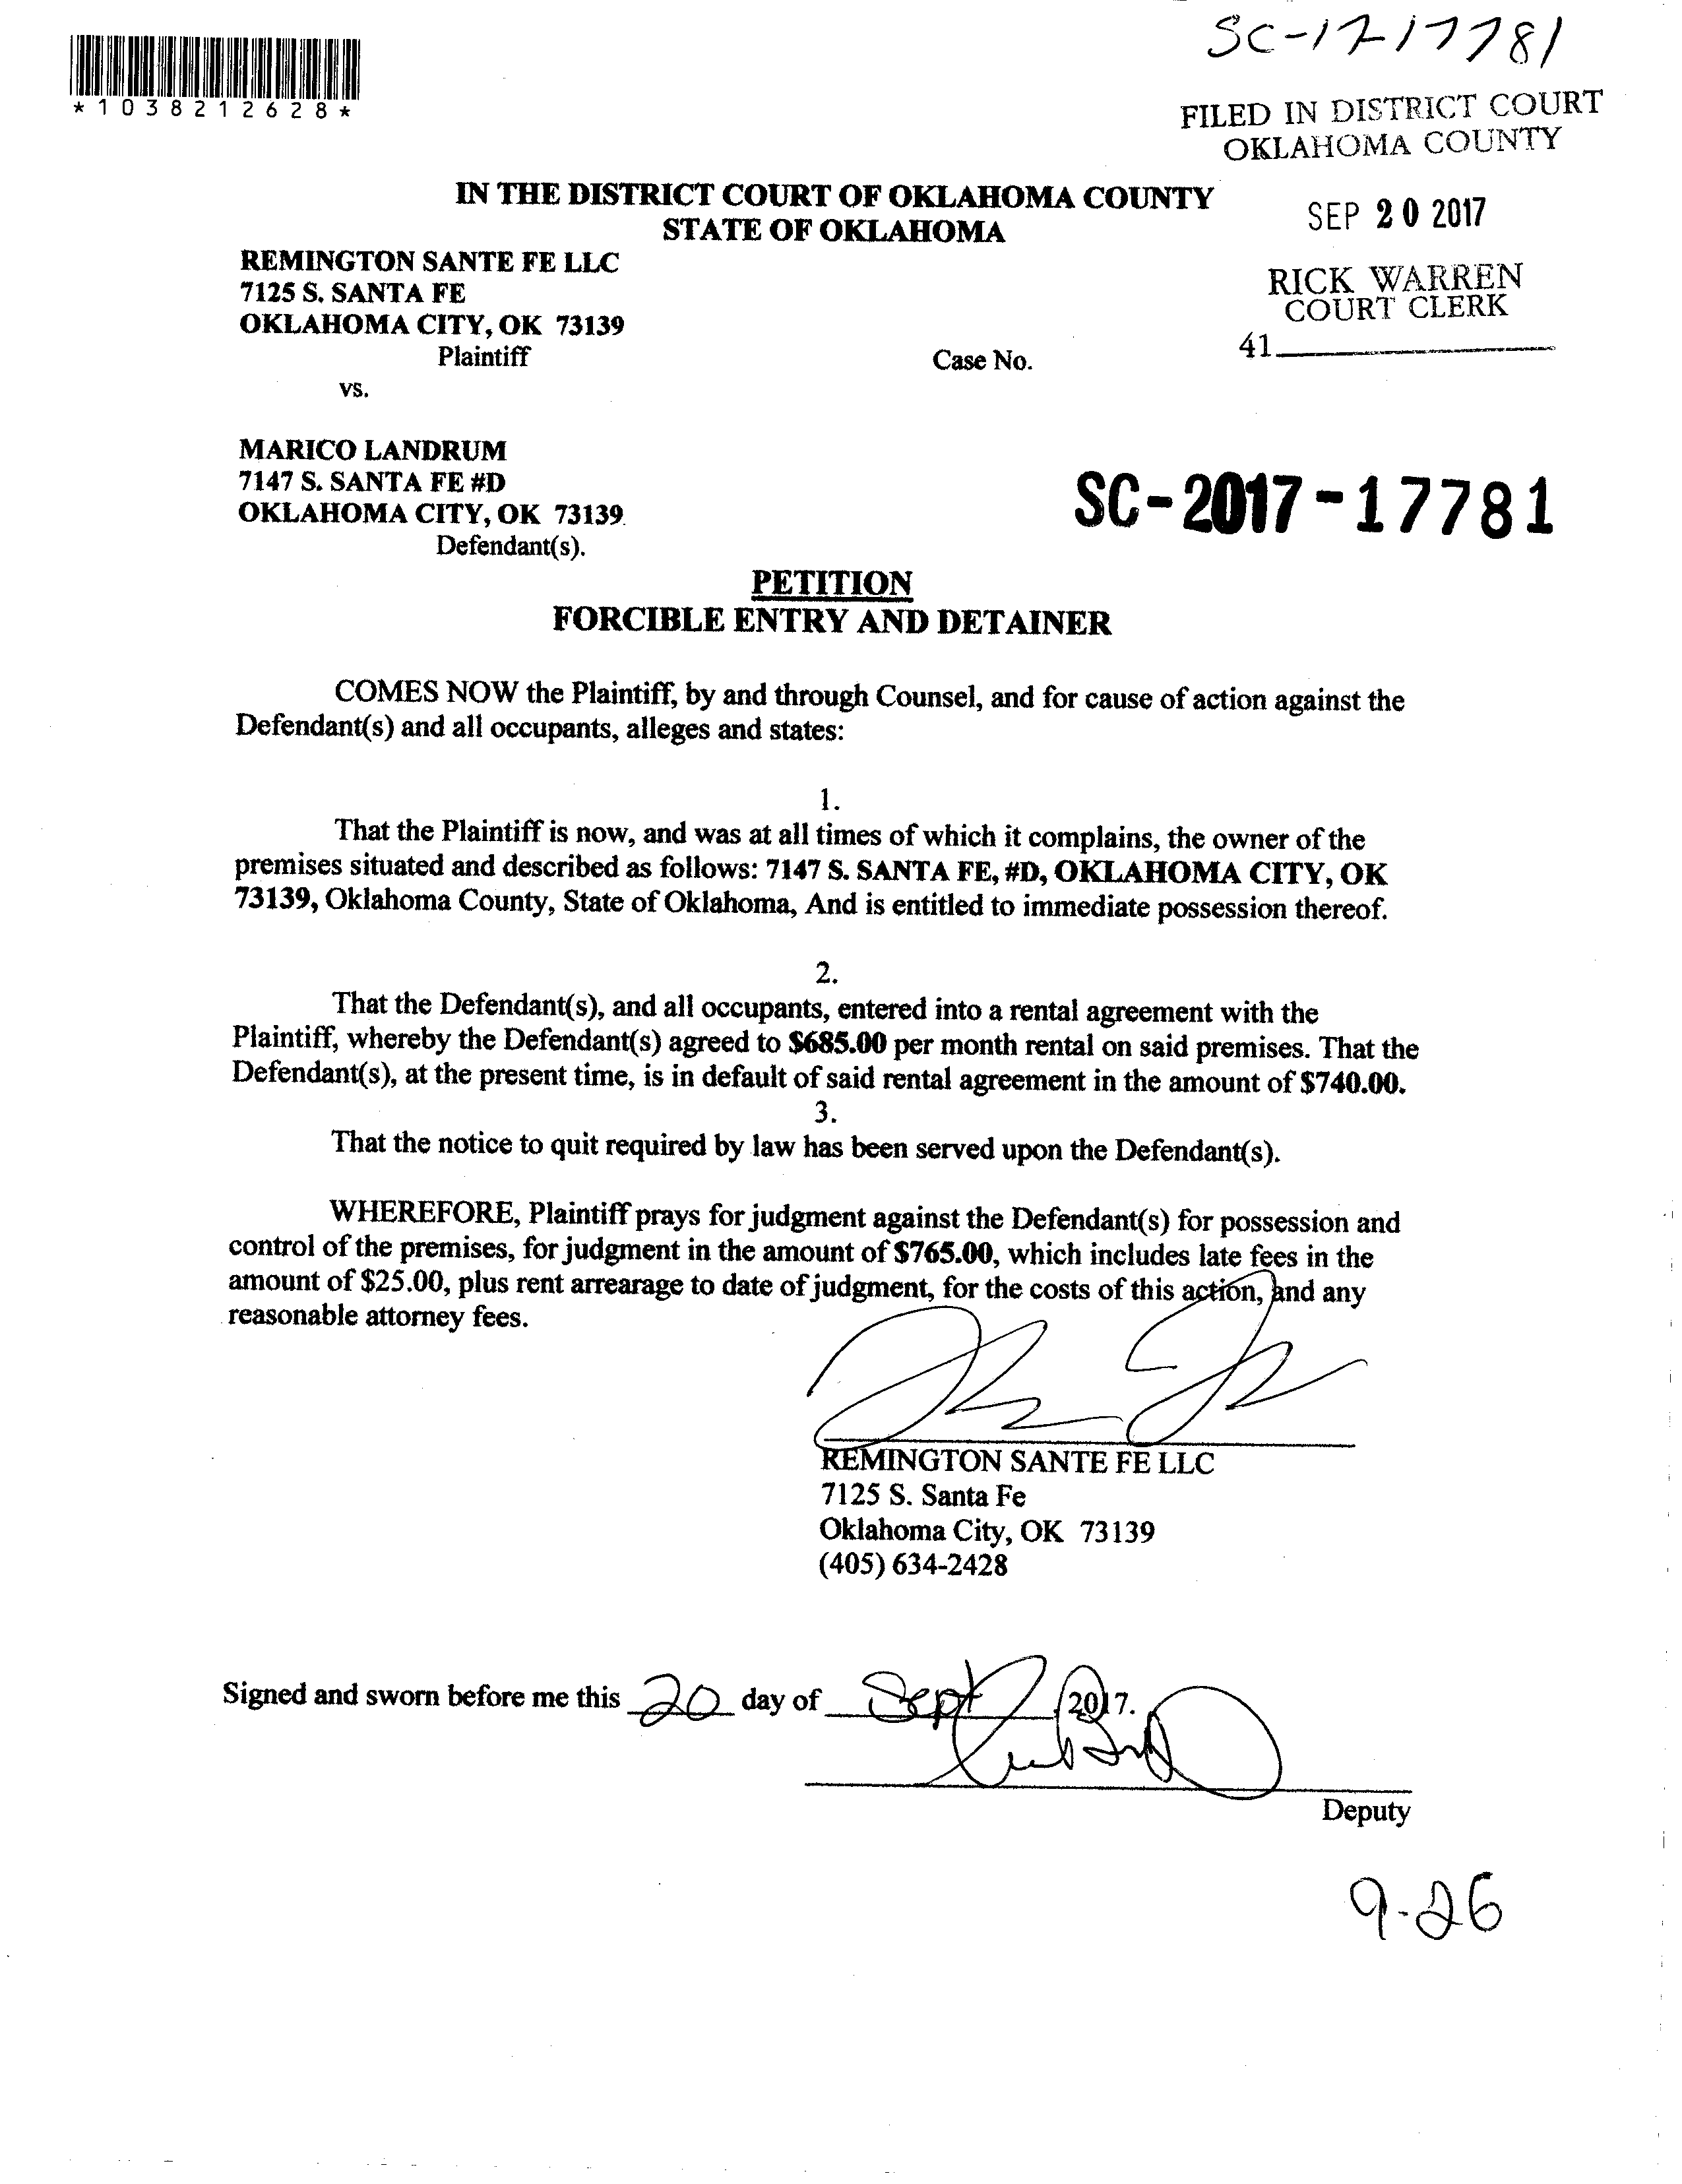 SC-17-17781
*1038212628*
FILED IN DISTRICT COURT
OKLAHOMA COUNTY
IN THE DISTRICT COURT OF OKLAHOMA COUNTY
STATE OF OKLAHOMA
SEP 20 2017
REMINGTON SANTE FE LLC
7125 S. SANTA FE
OKLAHOMA CITY, OK 73139
Plaintiff
RICK WARREN
COURT CLERK
41
Case No.
vs.
MARICO LANDRUM
7147 S. SANTA FE #D
OKLAHOMA CITY, OK 73139
Defendant(s).
SC-2017-17781
PETITION
FORCIBLE ENTRY AND DETAINER
COMES NOW the Plaintiff, by and through Counsel, and for cause of action against the
Defendant(s) and all occupants, alleges and states:
1.
That the Plaintiff is now, and was at all times of which it complains, the owner of the
premises situated and described as follows: 7147 S. SANTA FE, #D, OKLAHOMA CITY, OK
73139, Oklahoma County, State of Oklahoma, And is entitled to immediate possession thereof.
2.
That the Defendant(s), and all occupants, entered into a rental agreement with the
Plaintiff, whereby the Defendant(s) agreed to $685.00 per month rental on said premises. That the
Defendant(s), at the present time, is in default of said rental agreement in the amount of $740.00.
3.
That the notice to quit required by law has been served upon the Defendant(s).
WHEREFORE, Plaintiff prays for judgment against the Defendant(s) for possession and
control of the premises, for judgment in the amount of $765.00, which includes late fees in the
amount of $25.00, plus rent arrearage to date of judgment, for the costs of this action, and any
reasonable attorney fees.
REMINGTON SANTE FE LLC
7125 S. Santa Fe
Oklahoma City, OK 73139
(405) 634-2428
Signed and sworn before me this 20 day of Sept, 2017.
Deputy
9-26